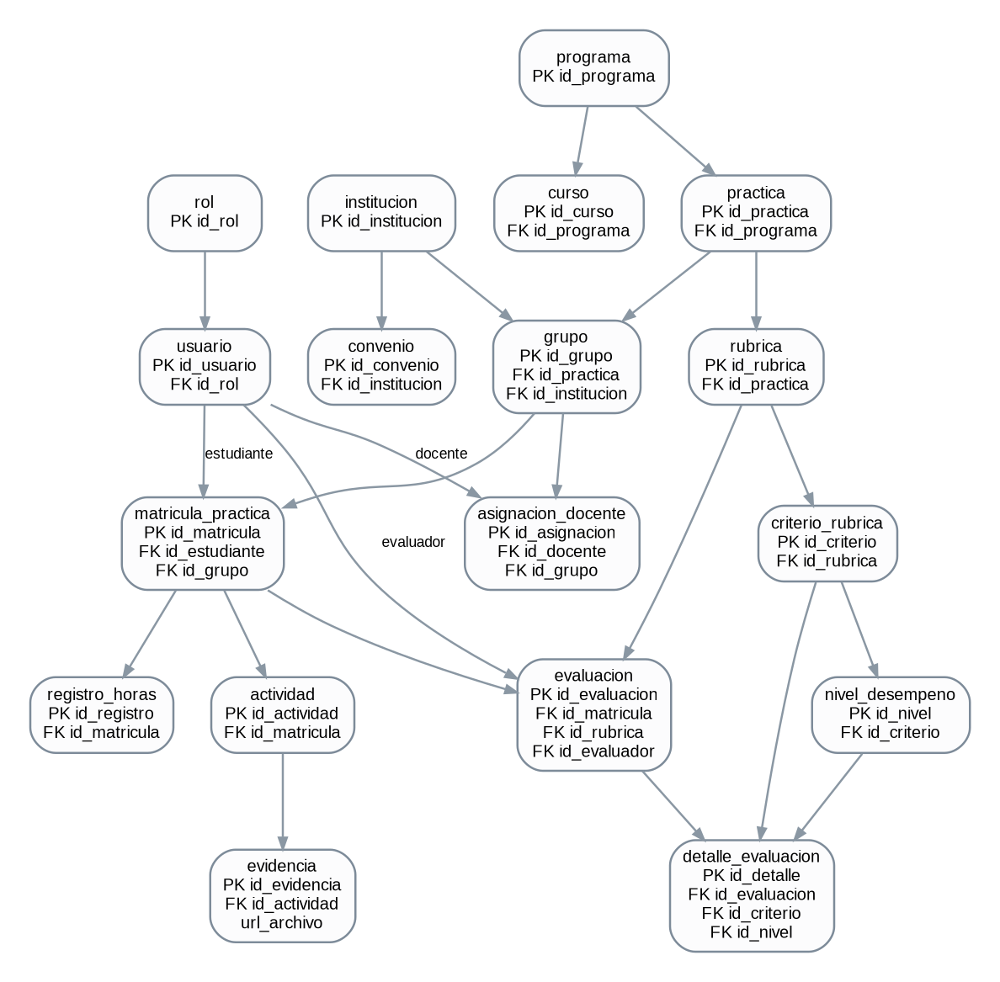 programa
PK id_programa
rol
PK id_rol
institucion
PK id_institucion
curso
PK id_curso
FK id_programa
practica
PK id_practica
FK id_programa
usuario
PK id_usuario
FK id_rol
convenio
PK id_convenio
FK id_institucion
grupo
PK id_grupo
FK id_practica
FK id_institucion
rubrica
PK id_rubrica
FK id_practica
estudiante
docente
matricula_practica
PK id_matricula
FK id_estudiante
FK id_grupo
evaluador
asignacion_docente
PK id_asignacion
FK id_docente
FK id_grupo
criterio_rubrica
PK id_criterio
FK id_rubrica
registro_horas
PK id_registro
FK id_matricula
actividad
PK id_actividad
FK id_matricula
evaluacion
PK id_evaluacion
FK id_matricula
FK id_rubrica
FK id_evaluador
nivel_desempeno
PK id_nivel
FK id_criterio
evidencia
PK id_evidencia
FK id_actividad
url_archivo
detalle_evaluacion
PK id_detalle
FK id_evaluacion
FK id_criterio
FK id_nivel